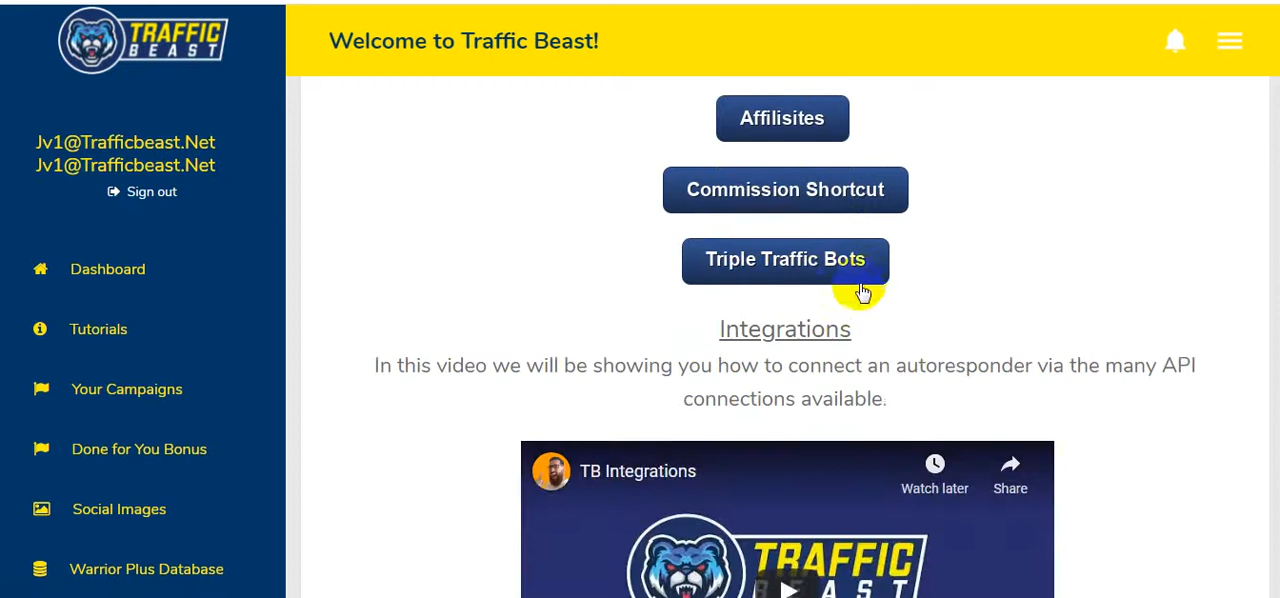 TRAFFIC
BEAST
Welcome to Traffic Beast!
Jv1@Trafficbeast.Net
Jv1@Trafficbeast.Net
Sign out
Dashboard
Tutorials
Your Campaigns
Done for You Bonus
Social Images
Warrior Plus Database
Affilisites
Commission Shortcut
Triple Traffic Bots
Integrations
In this video we will be showing you how to connect an autoresponder via the many API
connections available.
TB Integrations
Watch later
Share
TRAFFIC
BEAST